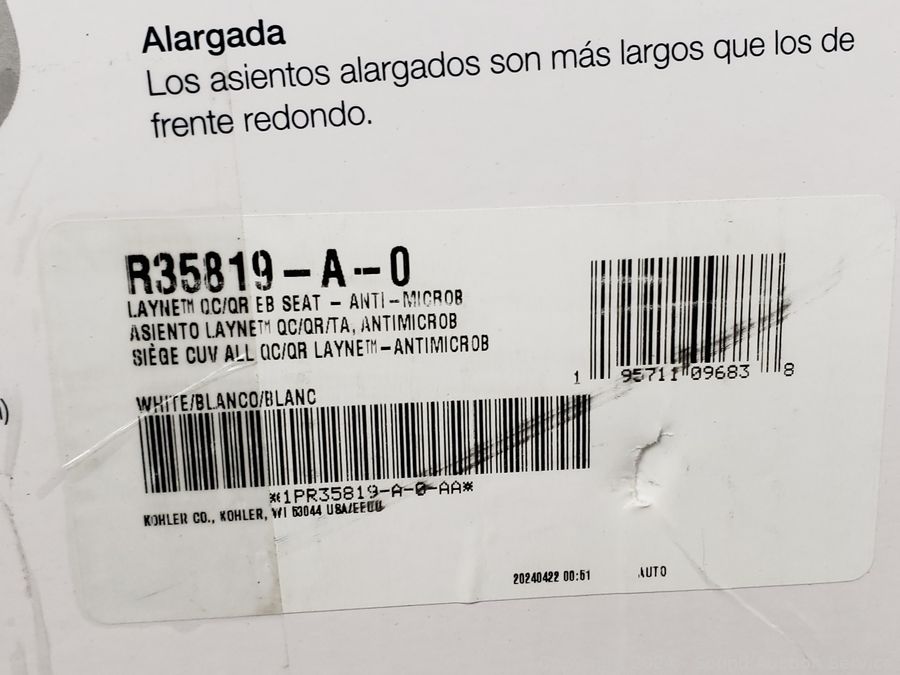 Alargada
Los asientos alargados son más largos que los de
frente redondo.
R35819-A--0
LAYNE™ QC/QR EB SEAT - ANTI-MICROB
ASIENTO LAYNE™ QC/QR/TA, ANTIMICROB
SIÈGE CUV ALL QC/QR LAYNE™-ANTIMICROB
1 95711 09683 8
WHITE/BLANCO/BLANC
*1PR35819-A-0-AA*
KOHLER CO., KOHLER, WI 53044 USA/EEUU
20240422 00:51 AUTO